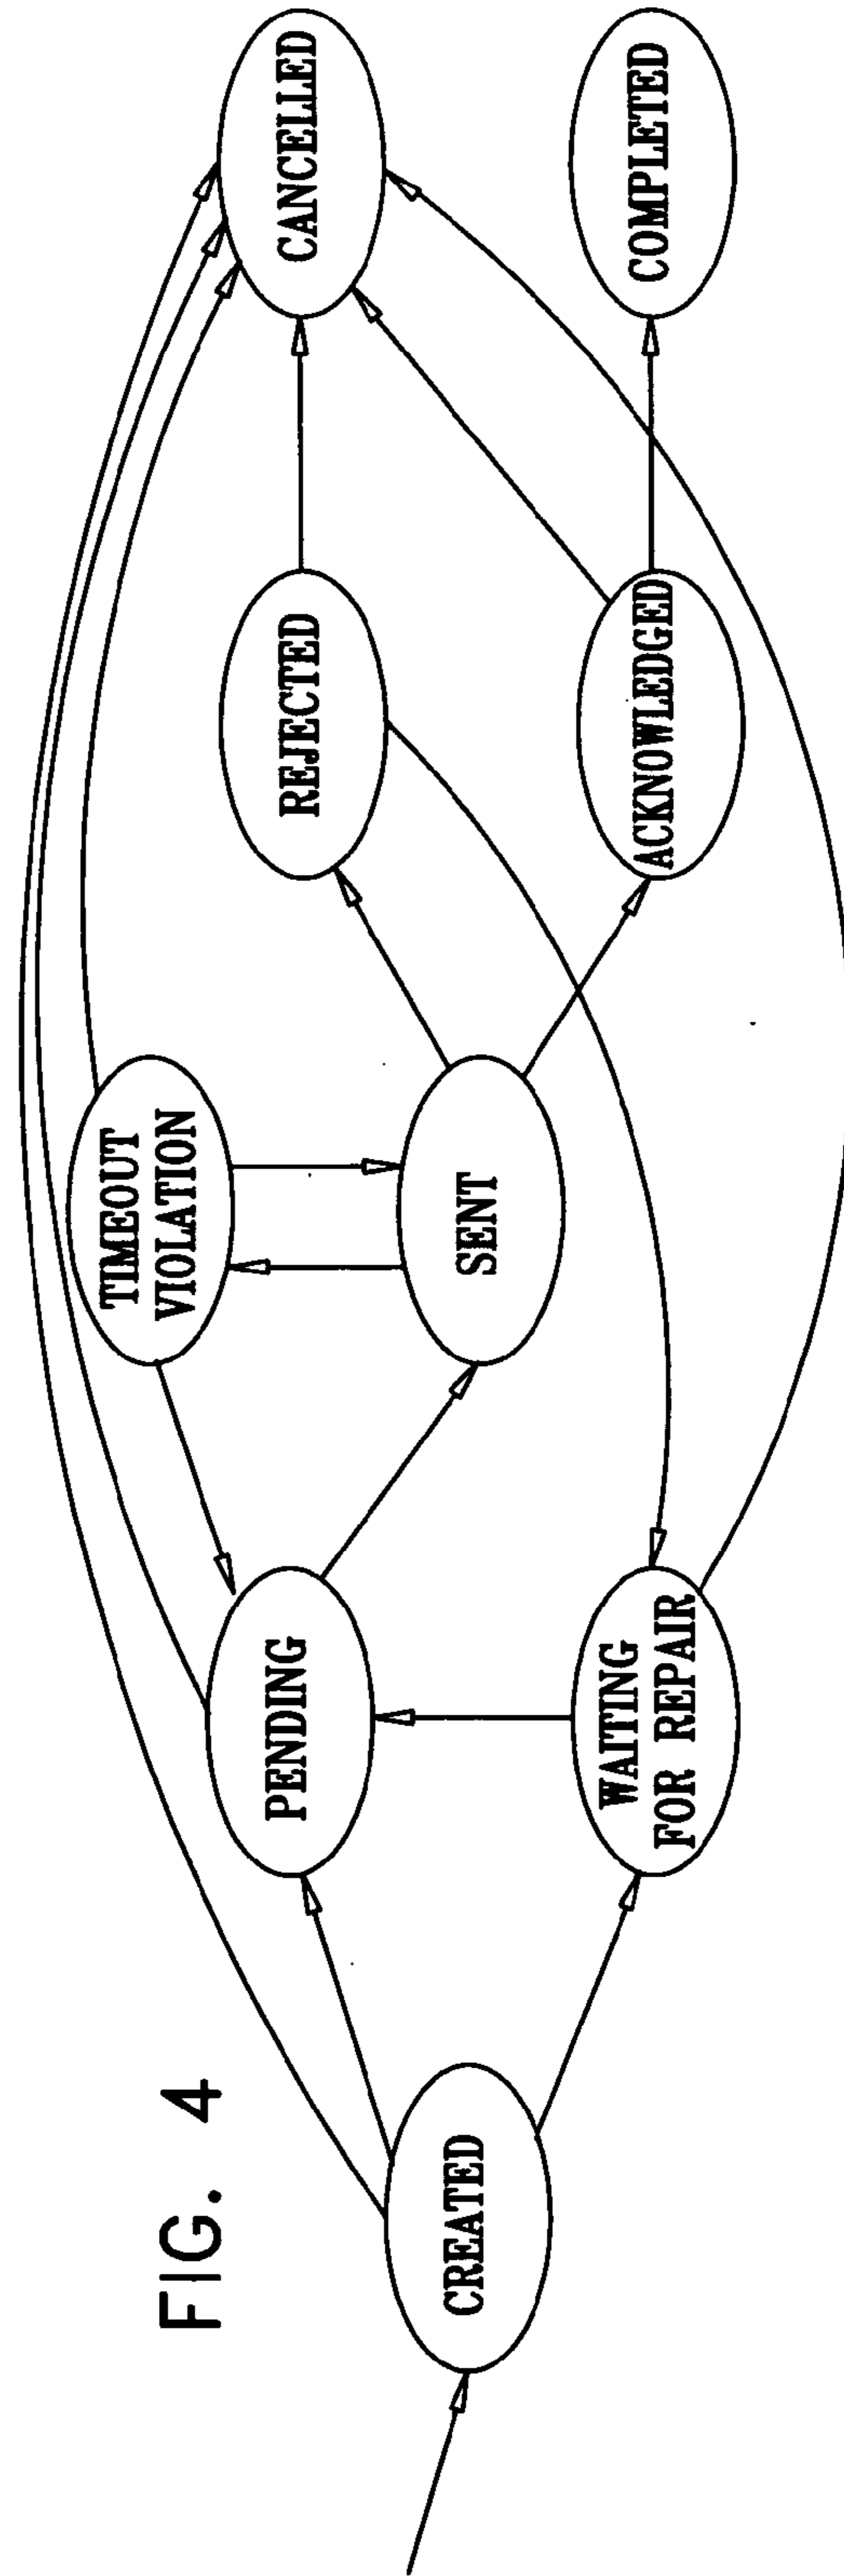 FIG. 4
CREATED
PENDING
WAITING
FOR REPAIR
TIMEOUT
VIOLATION
SENT
REJECTED
ACKNOWLEDGED
CANCELLED
COMPLETED